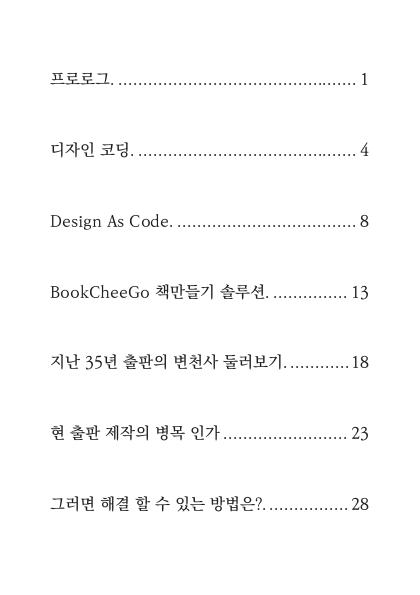 프로로그. ................................................ 1
디자인 코딩. ............................................ 4
Design As Code. .................................... 8
BookCheeGo 책만들기 솔루션. ............... 13
지난 35년 출판의 변천사 둘러보기. ............ 18
현 출판 제작의 병목 인가 ......................... 23
그러면 해결 할 수 있는 방법은?. ................ 28